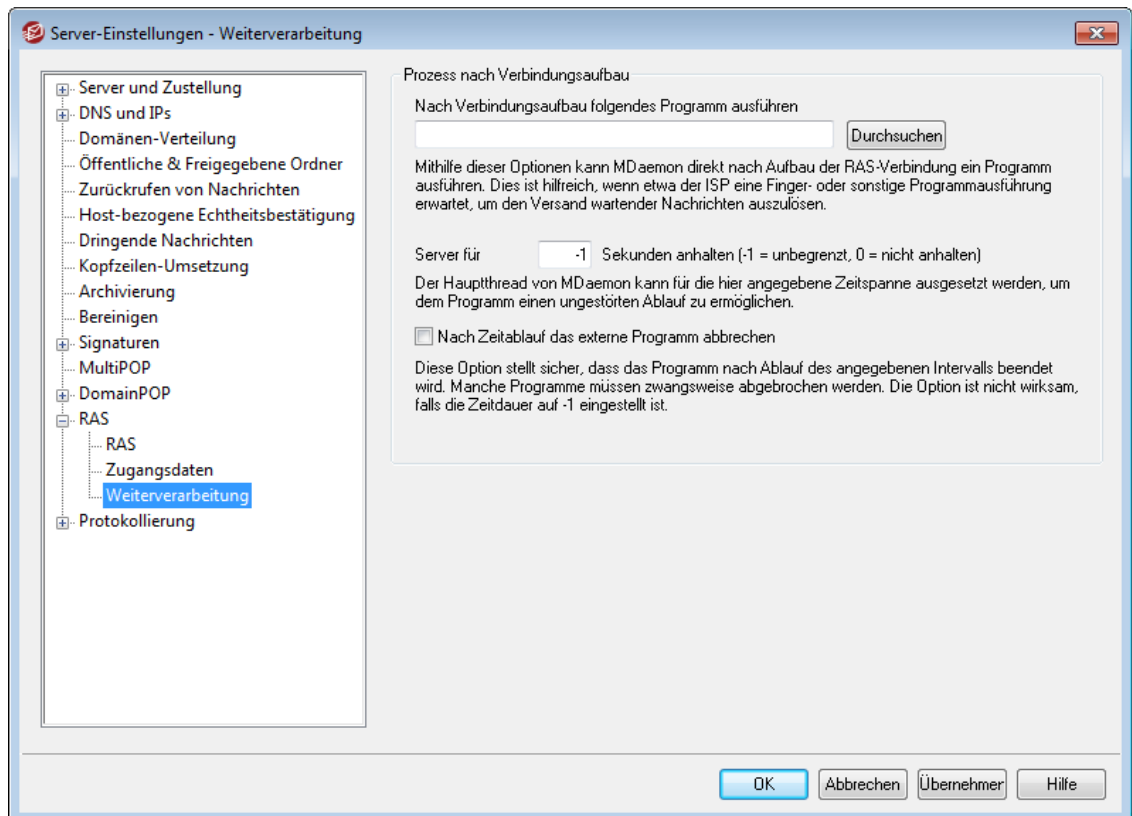 Server-Einstellungen - Weiterverarbeitung
Server und Zustellung
DNS und IPs
Domänen-Verteilung
Öffentliche & Freigegebene Ordner
Zurückrufen von Nachrichten
Host-bezogene Echtheitsbestätigung
Dringende Nachrichten
Kopfzeilen-Umsetzung
Archivierung
Bereinigen
Signaturen
MultiPOP
DomainPOP
RAS
RAS
Zugangsdaten
Weiterverarbeitung
Protokollierung
Prozess nach Verbindungsaufbau
Nach Verbindungsaufbau folgendes Programm ausführen
Durchsuchen
Mithilfe dieser Optionen kann MDaemon direkt nach Aufbau der RAS-Verbindung ein Programm
ausführen. Dies ist hilfreich, wenn etwa der ISP eine Finger- oder sonstige Programmausführung
erwartet, um den Versand wartender Nachrichten auszulösen.
Server für -1 Sekunden anhalten (-1 = unbegrenzt, 0 = nicht anhalten)
Der Hauptthread von MDaemon kann für die hier angegebene Zeitspanne ausgesetzt werden, um
dem Programm einen ungestörten Ablauf zu ermöglichen.
Nach Zeitablauf das externe Programm abbrechen
Diese Option stellt sicher, dass das Programm nach Ablauf des angegebenen Intervalls beendet
wird. Manche Programme müssen zwangsweise abgebrochen werden. Die Option ist nicht wirksam,
falls die Zeitdauer auf -1 eingestellt ist.
OK Abbrechen Übernehmer Hilfe